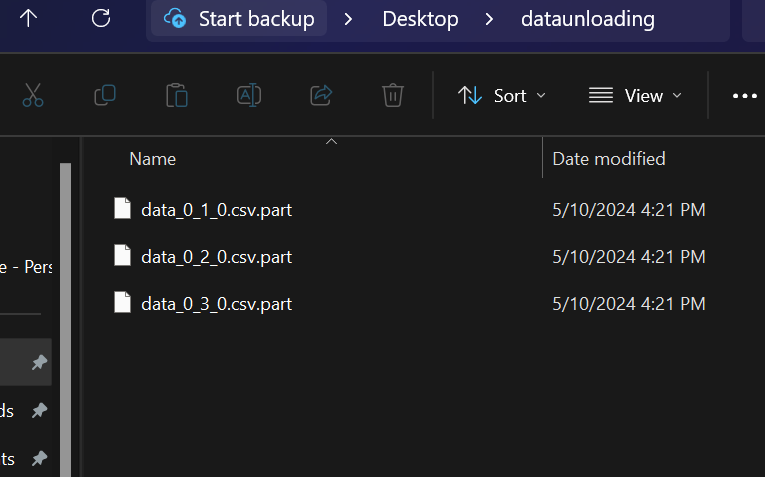 Start backup > Desktop > dataunloading
Sort View ...
Name Date modified
data_0_1_0.csv.part 5/10/2024 4:21 PM
data_0_2_0.csv.part 5/10/2024 4:21 PM
e - Pers
data_0_3_0.csv.part 5/10/2024 4:21 PM
ds
ts